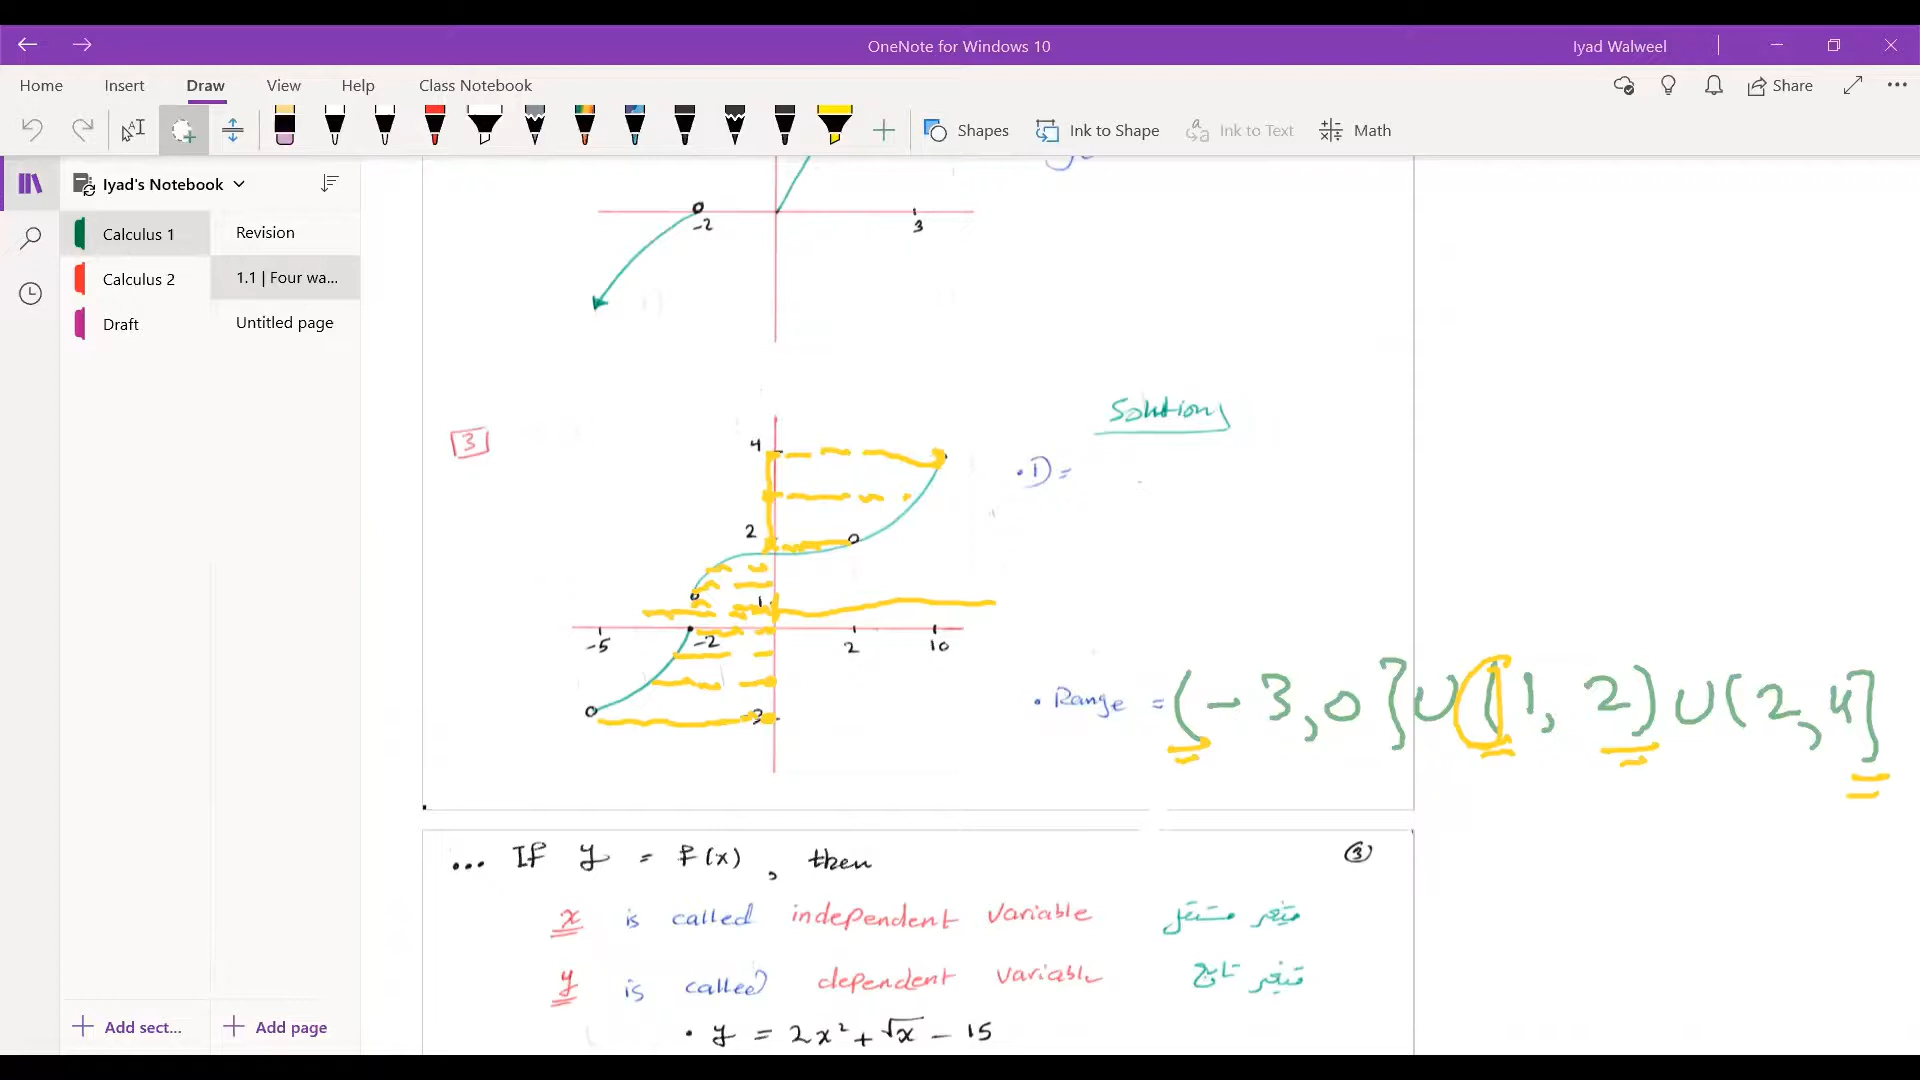 OneNote for Windows 10
Iyad Walweel
Home Insert Draw View Help Class Notebook
Share
Shapes Ink to Shape Ink to Text Math
Iyad's Notebook
Calculus 1
Calculus 2
Draft
Revision
1.1 | Four wa...
Untitled page
-2 3
3
Solution
• D =
4
2
1
-5 -2 2 10
-3
• Range = (-3,0] ∪ (1, 2) ∪ (2,4]
... If y = f(x), then
3
x is called independent variable متغير مستقل
y is called dependent variable متغير تابع
• y = 2x² + √x - 15
Add sect... Add page